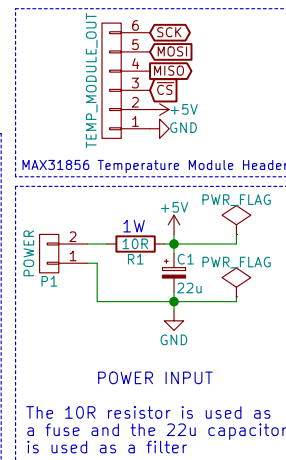 TEMP_MODULE_OUT
6 SCK
5 MOSI
4 MISO
3 CS
2 +5V
1 GND
MAX31856 Temperature Module Header
PWR_FLAG
+5V
1W
POWER
2
10R
C1
PWR_FLAG
1
R1
+
22u
P1
GND
POWER INPUT
The 10R resistor is used as
a fuse and the 22u capacitor
is used as a filter